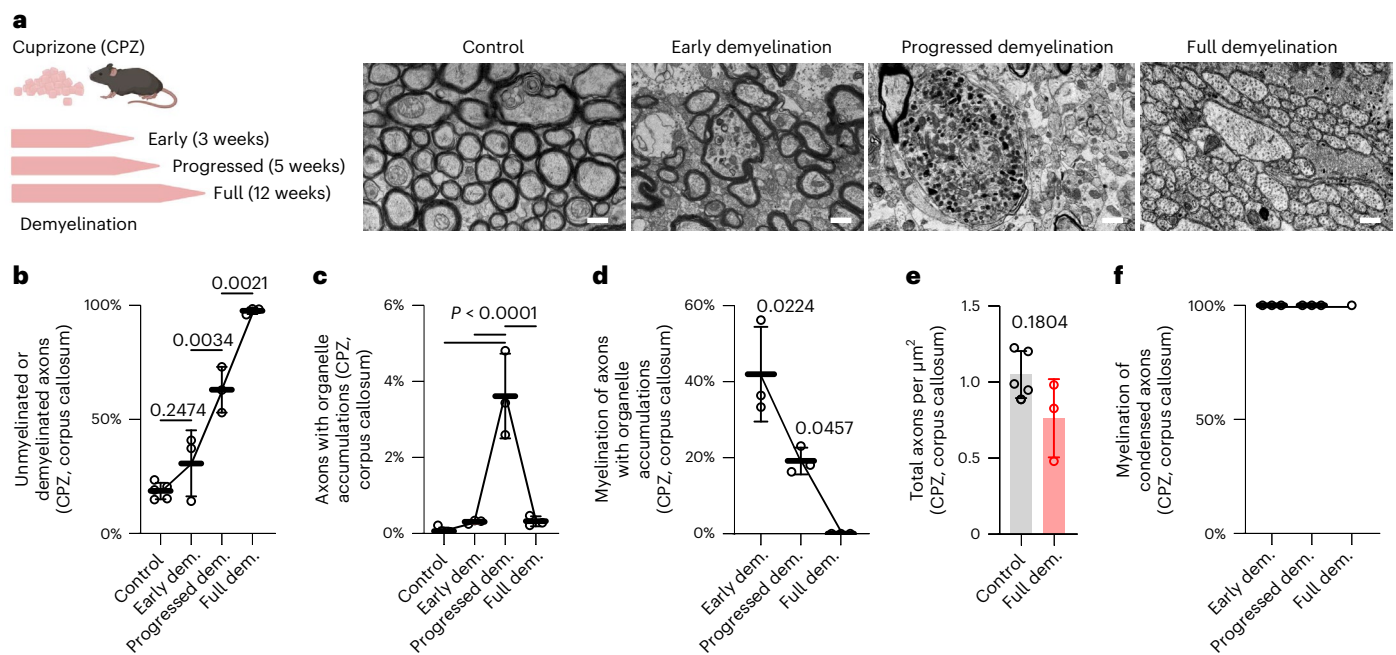 a
Cuprizone (CPZ)
Early (3 weeks)
Progressed (5 weeks)
Full (12 weeks)
Demyelination
Control
Early demyelination
Progressed demyelination
Full demyelination
b
Unmyelinated or
demyelinated axons
(CPZ, corpus callosum)
100%
50%
0%
0.2474
0.0034
0.0021
Control
Early dem.
Progressed dem.
Full dem.
c
Axons with organelle
accumulations (CPZ,
corpus callosum)
6%
4%
2%
0%
P < 0.0001
Control
Early dem.
Progressed dem.
Full dem.
d
Myelination of axons
with organelle
accumulations
(CPZ, corpus callosum)
60%
40%
20%
0%
0.0224
0.0457
Early dem.
Progressed dem.
Full dem.
e
Total axons per µm²
(CPZ, corpus callosum)
1.5
1.0
0.5
0
0.1804
Control
Full dem.
f
Myelination of
condensed axons
(CPZ, corpus callosum)
100%
50%
0%
Early dem.
Progressed dem.
Full dem.